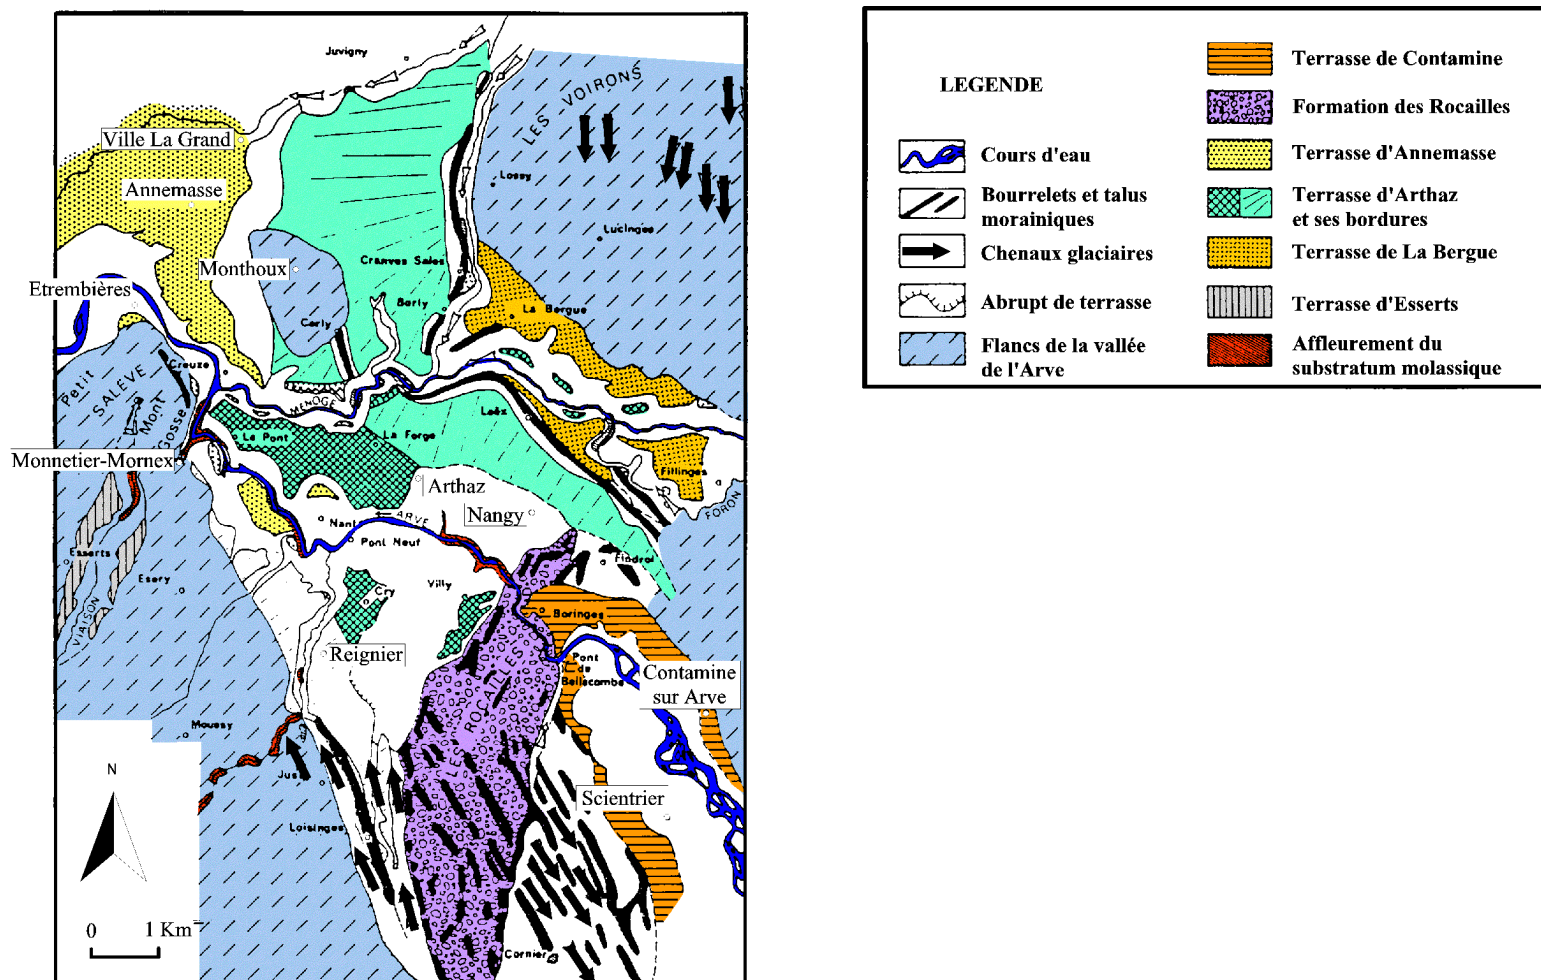 Juvigny
LES VOIRONS
Ville La Grand
Annemasse
Lossy
Lucinges
Monthoux
Cranves Sales
Etrembières
Borly
La Bergue
Carly
Creuze
Petit
SALEVE
Mont
Gosse
MENOGE
Loëx
Le Pont
La Forge
Monnetier-Mornex
Fillinges
Arthaz
FORON
Nangy
Nant
ARVE
Pont Neuf
Esserts
Findrol
Esery
Villy
Cry
VIAISON
Boringes
Reignier
Pont
de
Bellecombe
Contamine
sur Arve
LES ROCAILLES
Moussy
N
Jus
Scientrier
Loisinges
0 1 Km
Cornier
LEGENDE
Cours d'eau
Bourrelets et talus
morainiques
Chenaux glaciaires
Abrupt de terrasse
Flancs de la vallée
de l'Arve
Terrasse de Contamine
Formation des Rocailles
Terrasse d'Annemasse
Terrasse d'Arthaz
et ses bordures
Terrasse de La Bergue
Terrasse d'Esserts
Affleurement du
substratum molassique